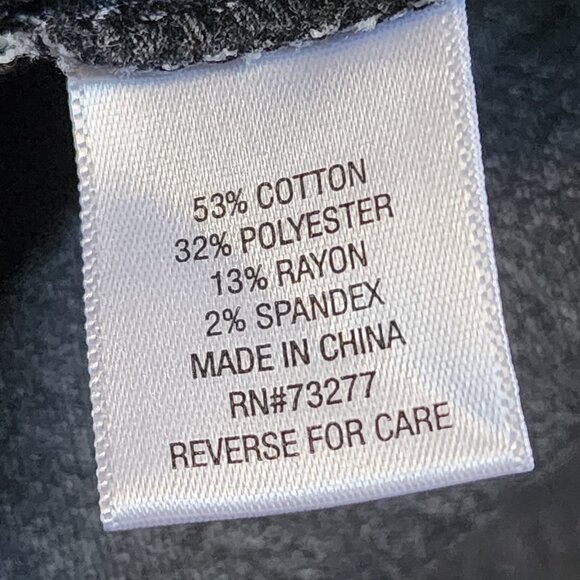 53% COTTON
32% POLYESTER
13% RAYON
2% SPANDEX
MADE IN CHINA
RN#73277
REVERSE FOR CARE